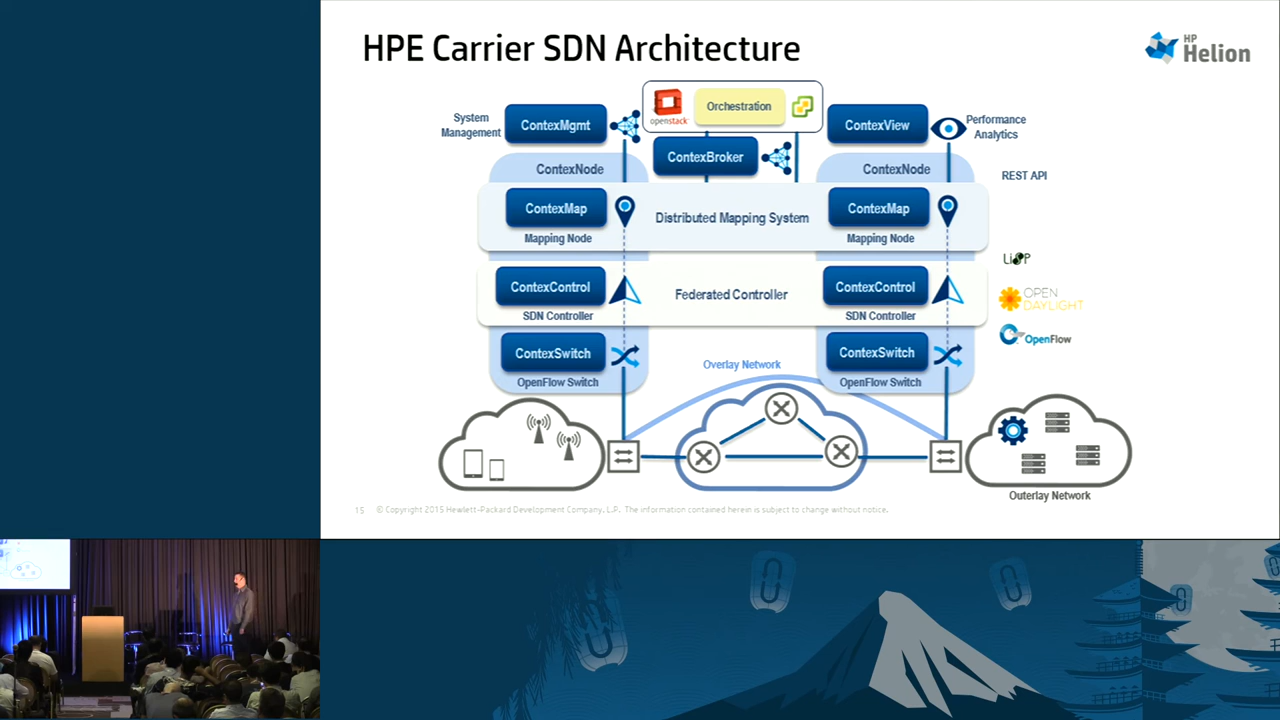 HPE Carrier SDN Architecture
HP
Helion
System
Management
ContexMgmt
openstack
Orchestration
ContexView
Performance
Analytics
ContexBroker
ContexNode
ContexNode
REST API
ContexMap
Distributed Mapping System
ContexMap
Mapping Node
Mapping Node
LiSP
ContexControl
Federated Controller
ContexControl
OPEN
DAYLIGHT
SDN Controller
SDN Controller
OpenFlow
ContexSwitch
ContexSwitch
Overlay Network
OpenFlow Switch
OpenFlow Switch
Outerlay Network
15 © Copyright 2015 Hewlett-Packard Development Company, L.P. The information contained herein is subject to change without notice.